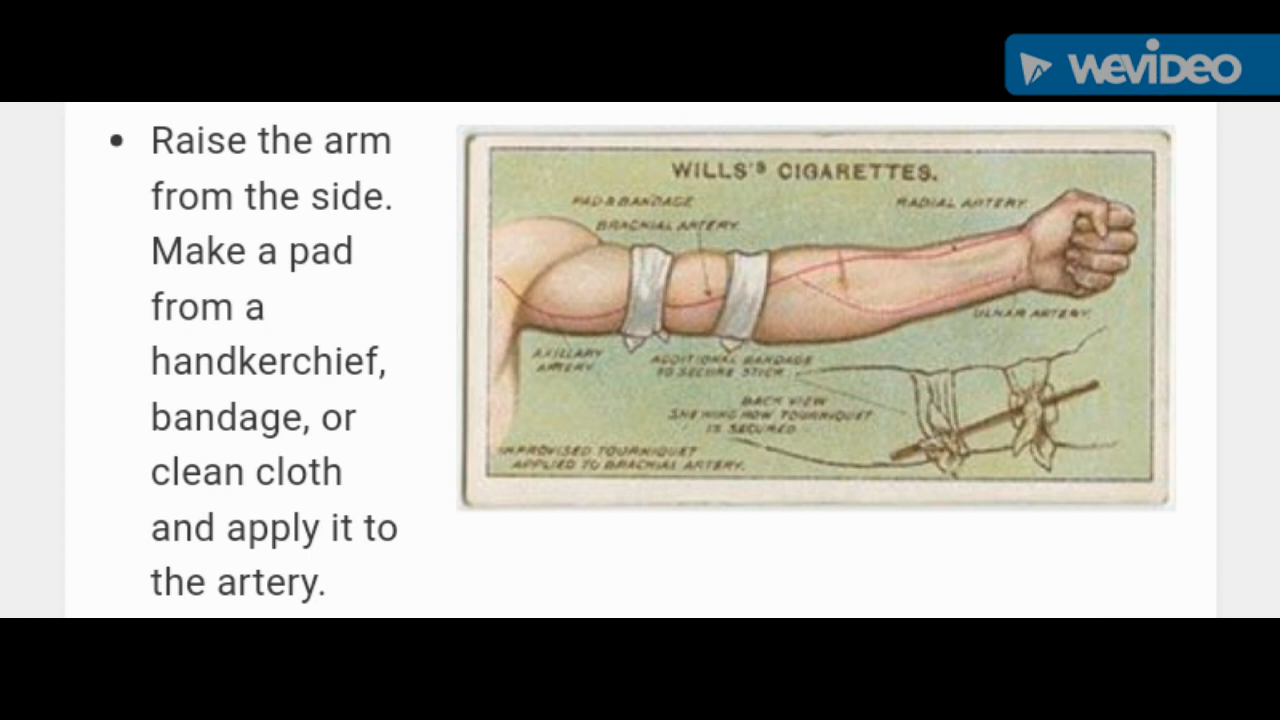 WEVIDEO
Raise the arm
from the side.
Make a pad
from a
handkerchief,
bandage, or
clean cloth
and apply it to
the artery.
WILLS'S CIGARETTES.
PAD & BANDAGE
BRACHIAL ARTERY
RADIAL ARTERY
ULNAR ARTERY.
AXILLARY
ARTERY.
ADDITIONAL BANDAGE
TO SECURE STICK.
BACK VIEW
SHEWING HOW TOURNIQUET
IS SECURED
IMPROVISED TOURNIQUET
APPLIED TO BRACHIAL ARTERY.